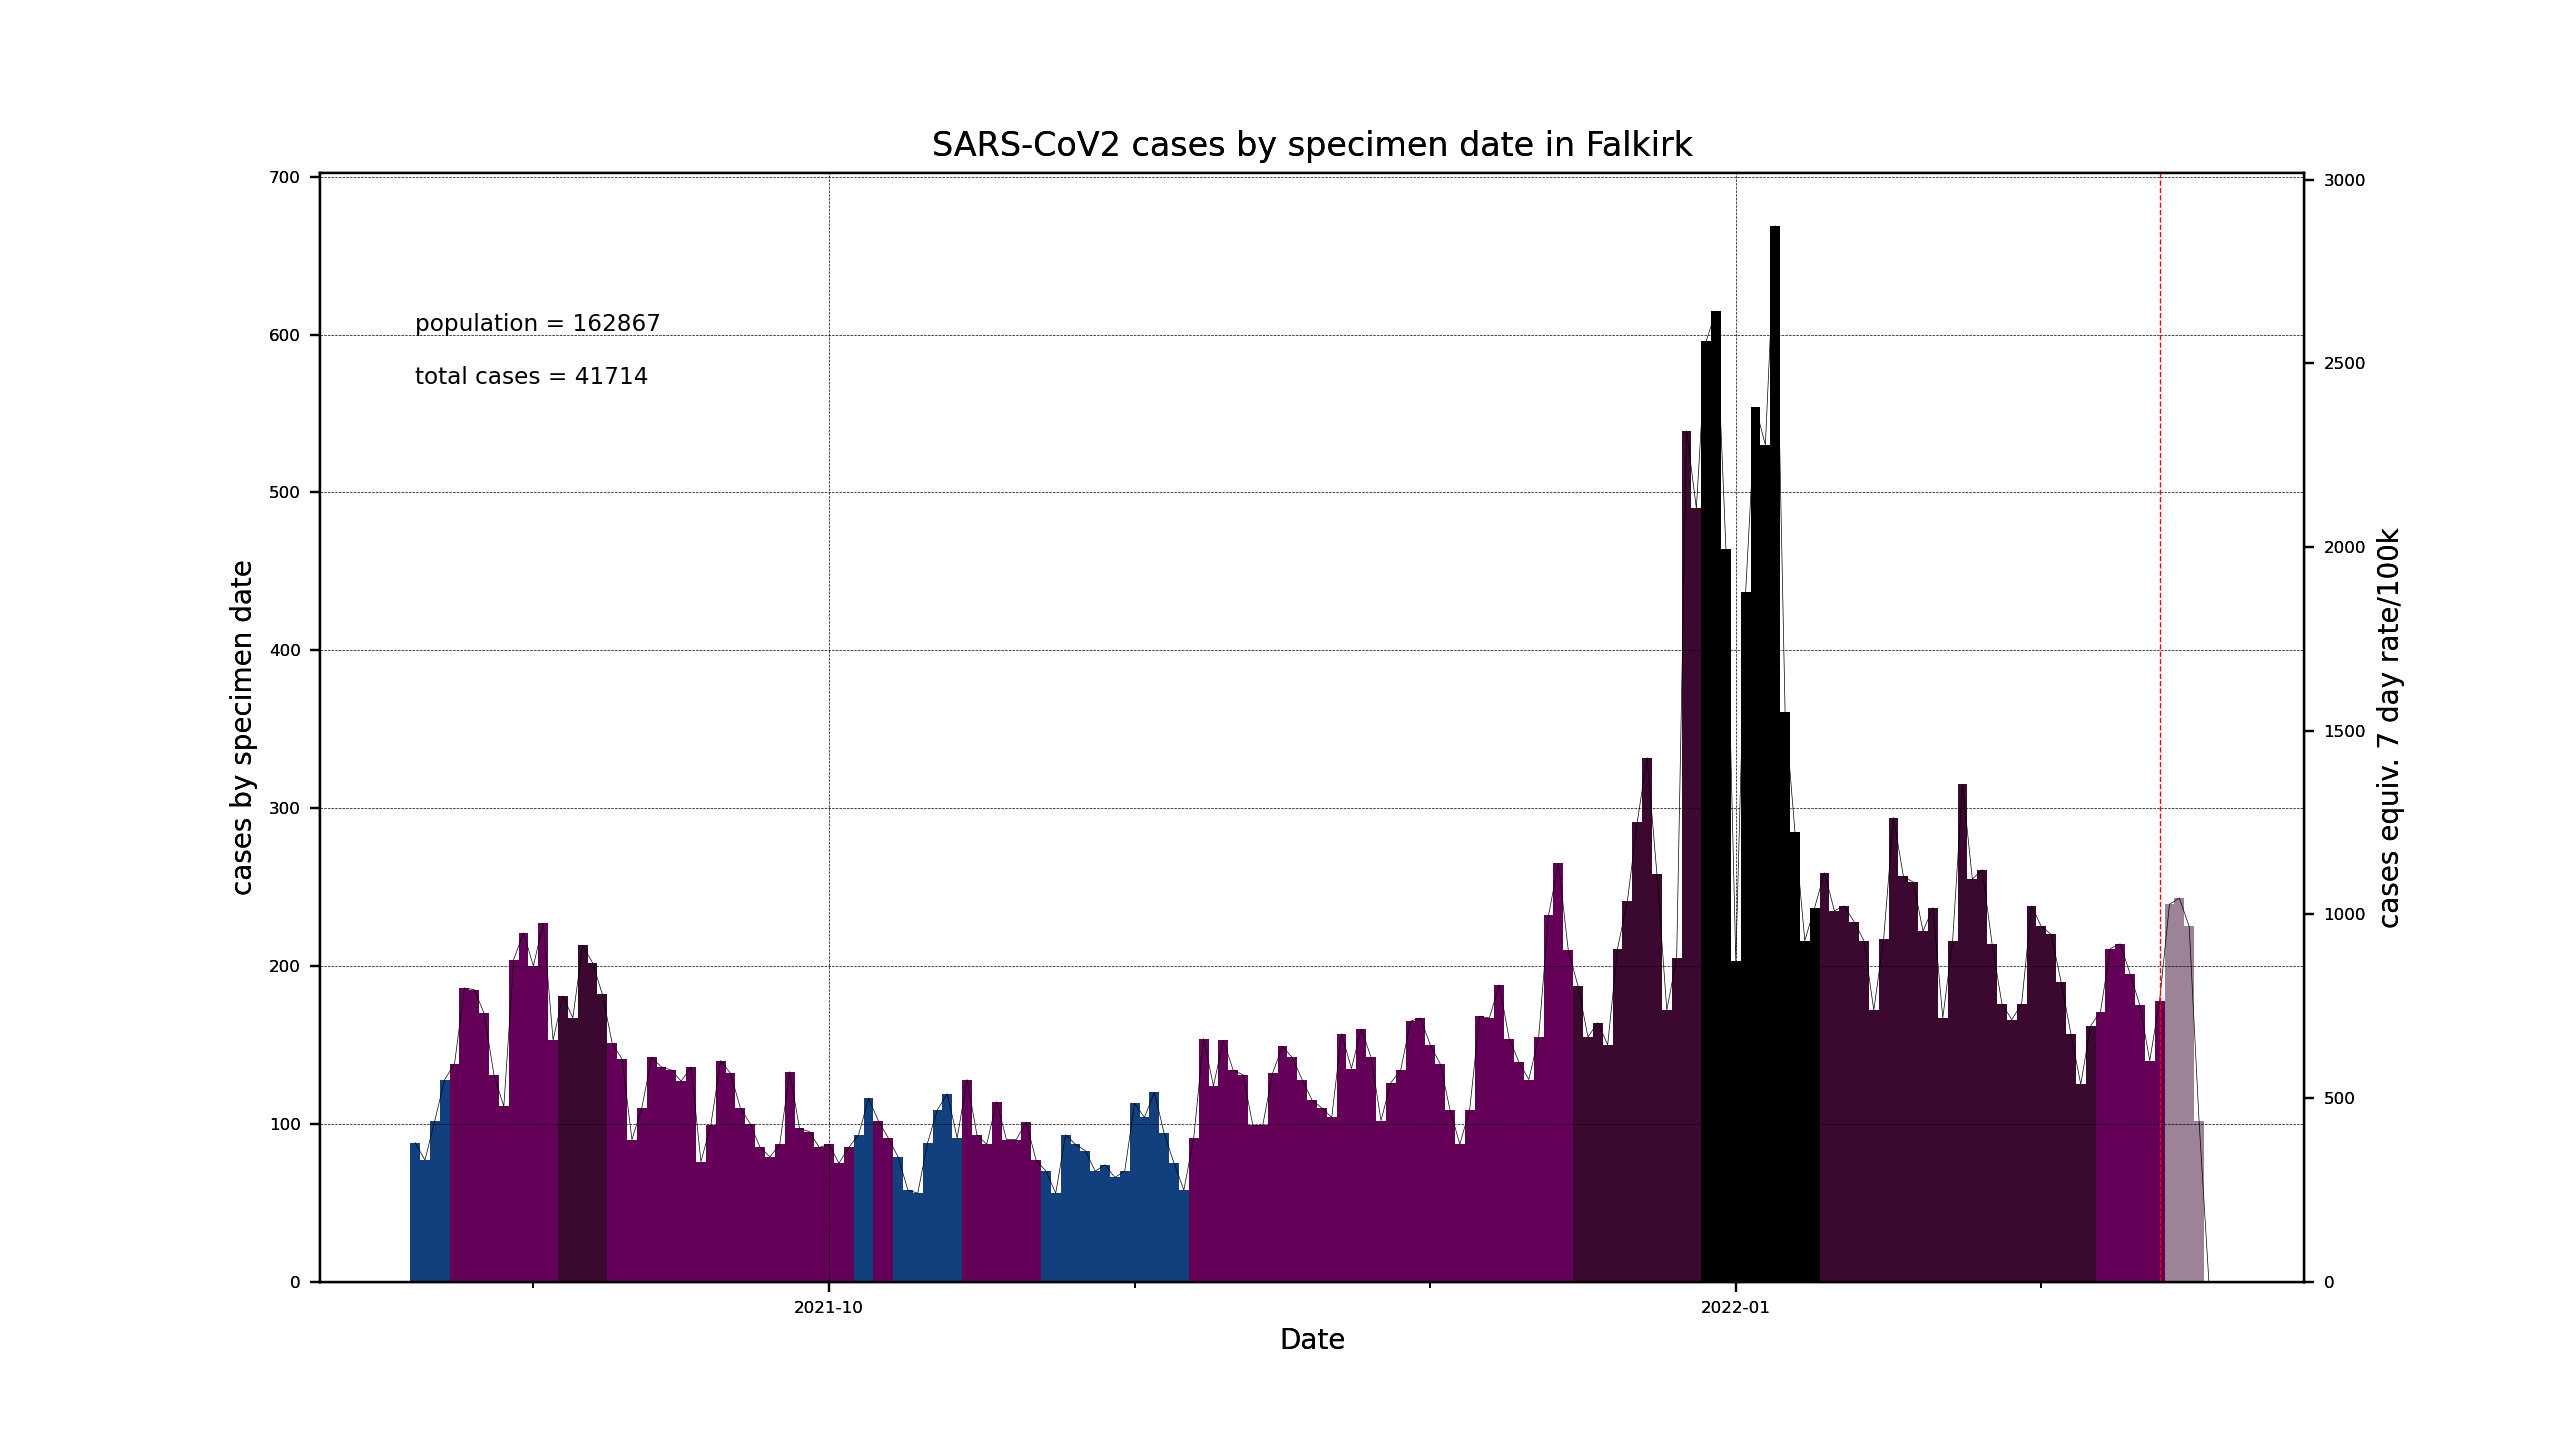 SARS-CoV2 cases by specimen date in Falkirk
population = 162867
total cases = 41714
cases by specimen date
700
600
500
400
300
200
100
0
3000
2500
2000
1500
1000
500
0
cases equiv. 7 day rate/100k
2021-10
2022-01
Date